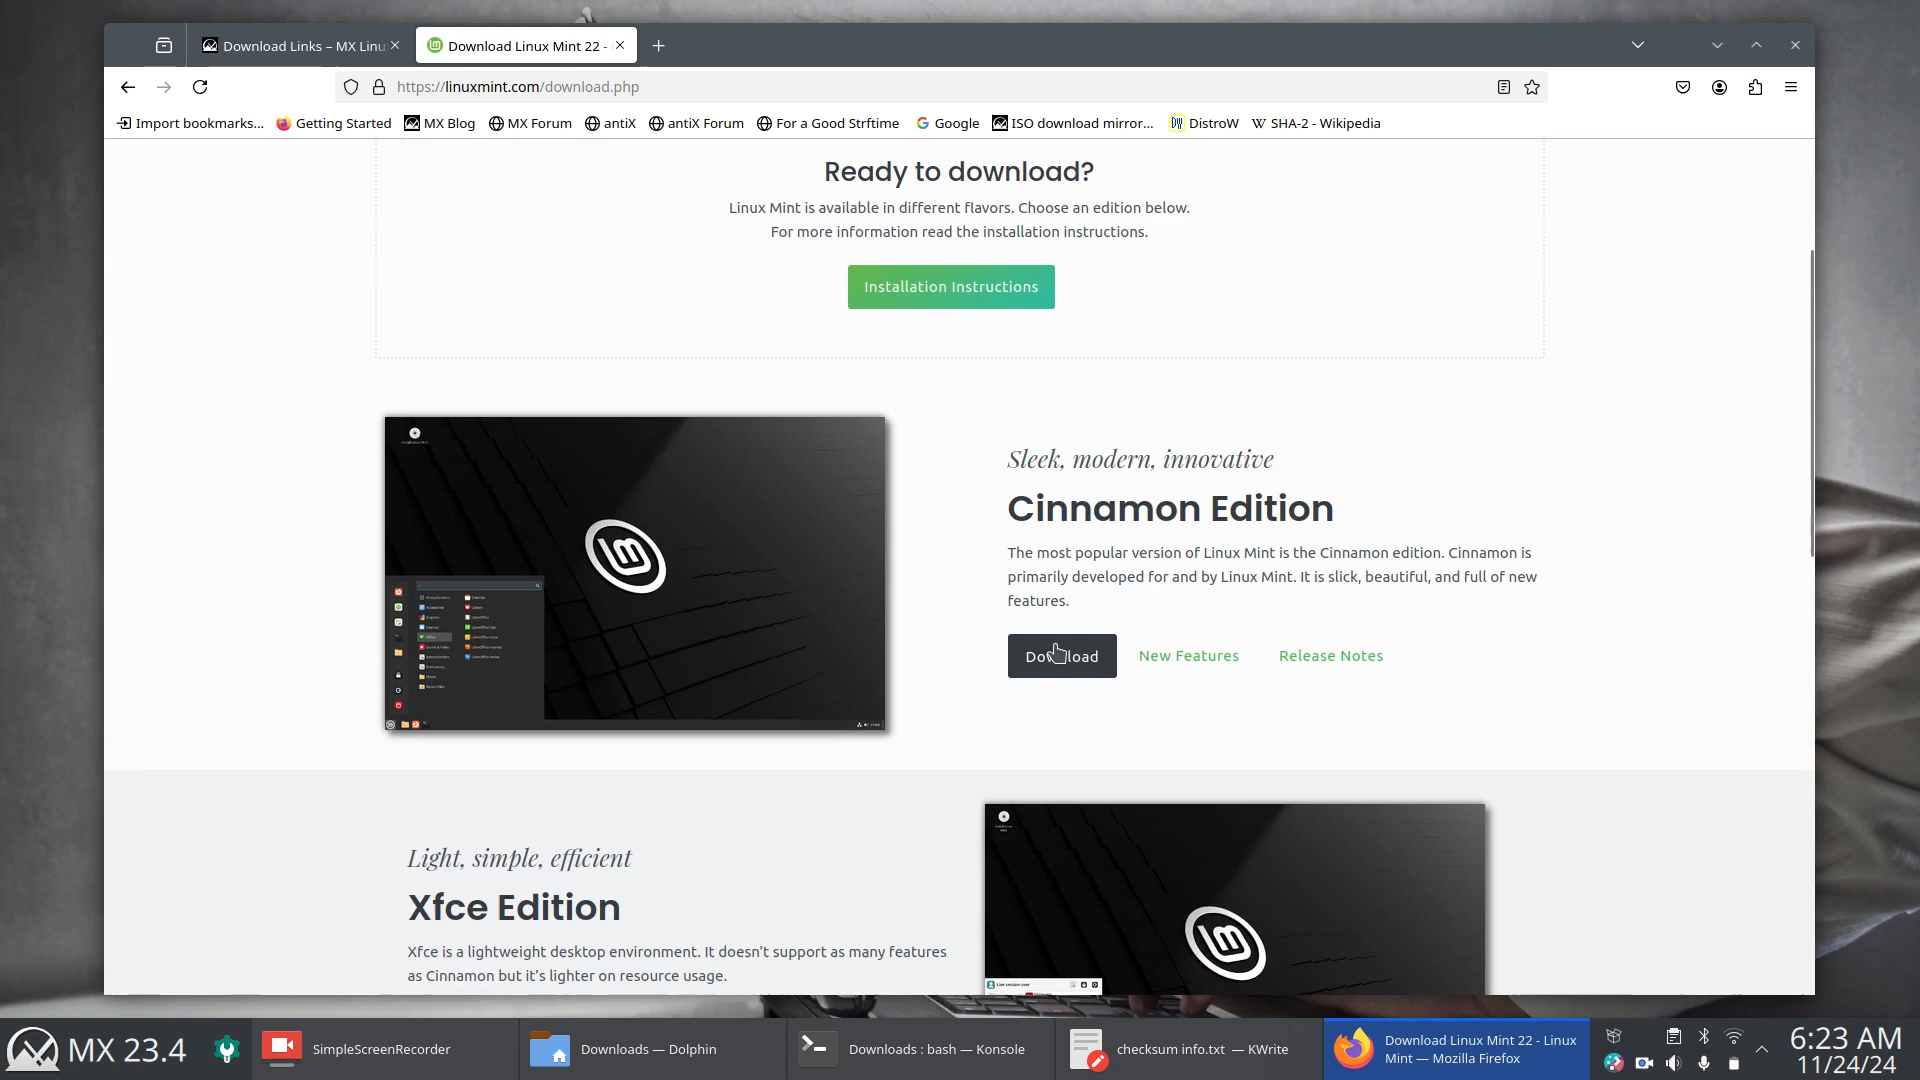 Download Links – MX Linu
Download Linux Mint 22 -
https://linuxmint.com/download.php
Import bookmarks...
Getting Started
MX Blog
MX Forum
antiX
antiX Forum
For a Good Strftime
Google
ISO download mirror...
DistroW
SHA-2 - Wikipedia
Ready to download?
Linux Mint is available in different flavors. Choose an edition below.
For more information read the installation instructions.
Installation Instructions
Sleek, modern, innovative
Cinnamon Edition
The most popular version of Linux Mint is the Cinnamon edition. Cinnamon is
primarily developed for and by Linux Mint. It is slick, beautiful, and full of new
features.
Download
New Features
Release Notes
Light, simple, efficient
Xfce Edition
Xfce is a lightweight desktop environment. It doesn't support as many features
as Cinnamon but it's lighter on resource usage.
MX 23.4
SimpleScreenRecorder
Downloads — Dolphin
Downloads : bash — Konsole
checksum info.txt — KWrite
Download Linux Mint 22 - Linux
Mint — Mozilla Firefox
6:23 AM
11/24/24